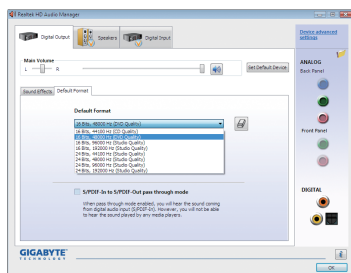 Realtek HD Audio Manager
Digital Output
Speakers
Digital Input
Device advanced
settings
Main Volume
L
R
Set Default Device
ANALOG
Back Panel
Sound Effects
Default Format
Default Format
16 Bits, 48000 Hz (DVD Quality)
16 Bits, 44100 Hz (CD Quality)
16 Bits, 48000 Hz (DVD Quality)
16 Bits, 96000 Hz (Studio Quality)
16 Bits, 192000 Hz (Studio Quality)
24 Bits, 44100 Hz (Studio Quality)
24 Bits, 48000 Hz (Studio Quality)
24 Bits, 96000 Hz (Studio Quality)
24 Bits, 192000 Hz (Studio Quality)
Front Panel
S/PDIF-In to S/PDIF-Out pass through mode
When pass through mode enabled, you will hear the sound coming
from digital audio input (S/PDIF-In). However, you will not be able
to hear the sound played by any media players.
DIGITAL
GIGABYTE
TECHNOLOGY
OK